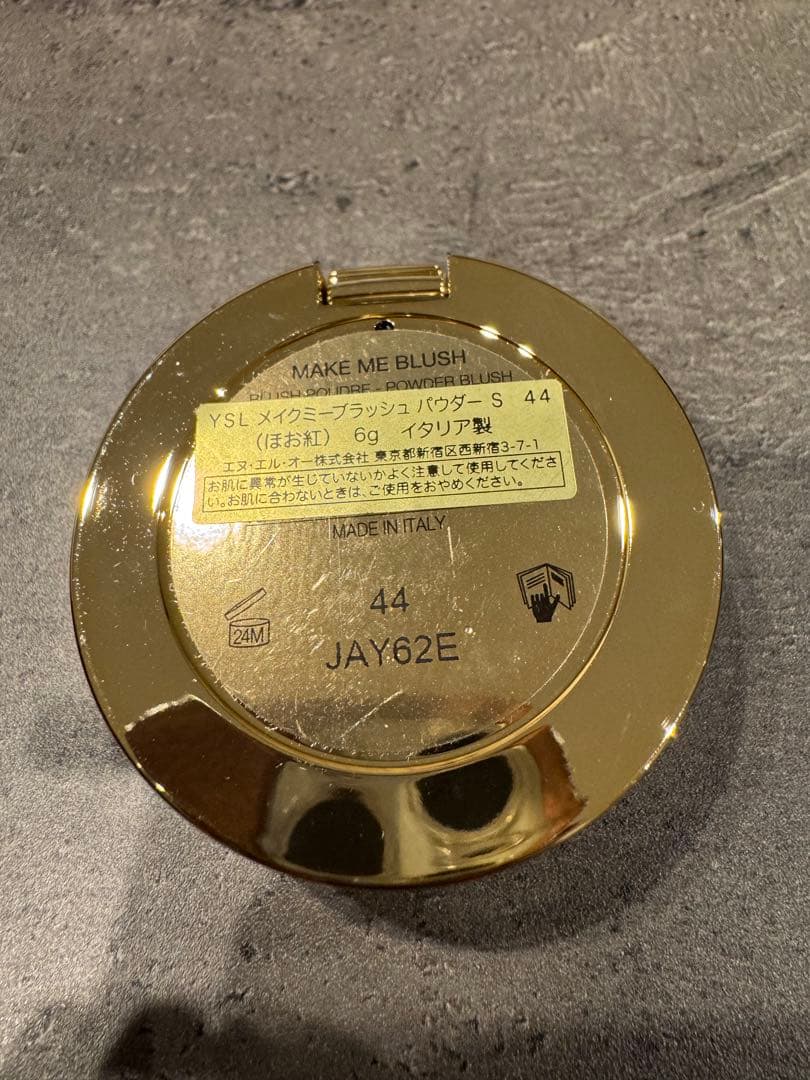 MAKE ME BLUSH
BLUSH POUDRE - POWDER BLUSH
YSL メイクミーブラッシュ パウダー S 44
(ほお紅) 6g イタリア製
エヌ・エル・オー株式会社 東京都新宿区西新宿3-7-1
お肌に異常が生じていないかよく注意して使用してくださ
い。お肌に合わないときは、ご使用をおやめください。
MADE IN ITALY
44
24M
JAY62E